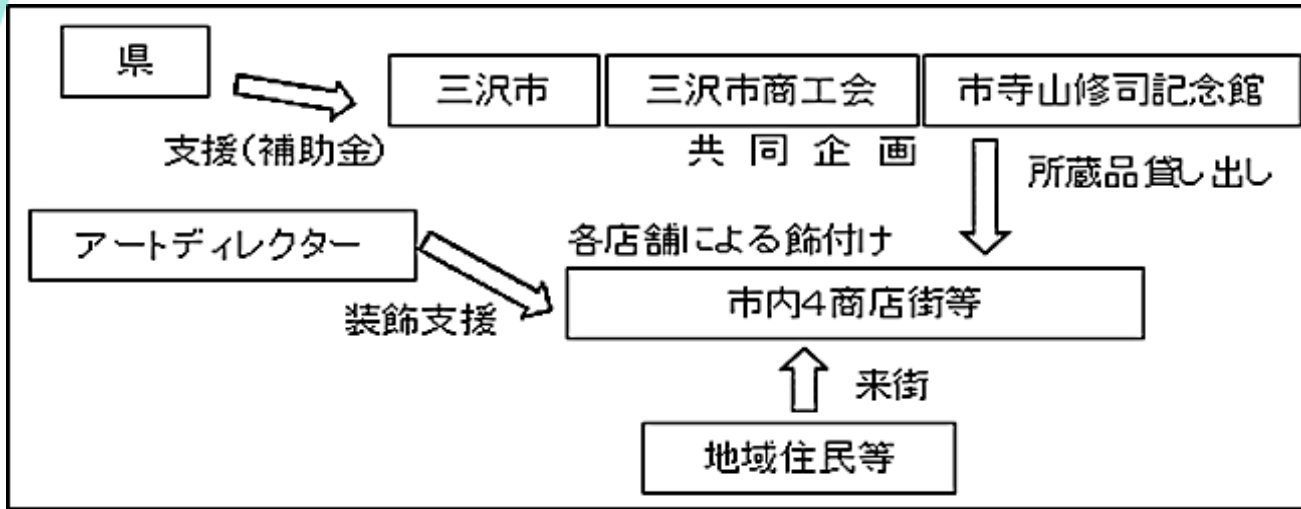 県
三沢市
三沢市商工会
市寺山修司記念館
支援(補助金)
共同企画
所蔵品貸し出し
アートディレクター
各店舗による飾付け
装飾支援
市内4商店街等
来街
地域住民等